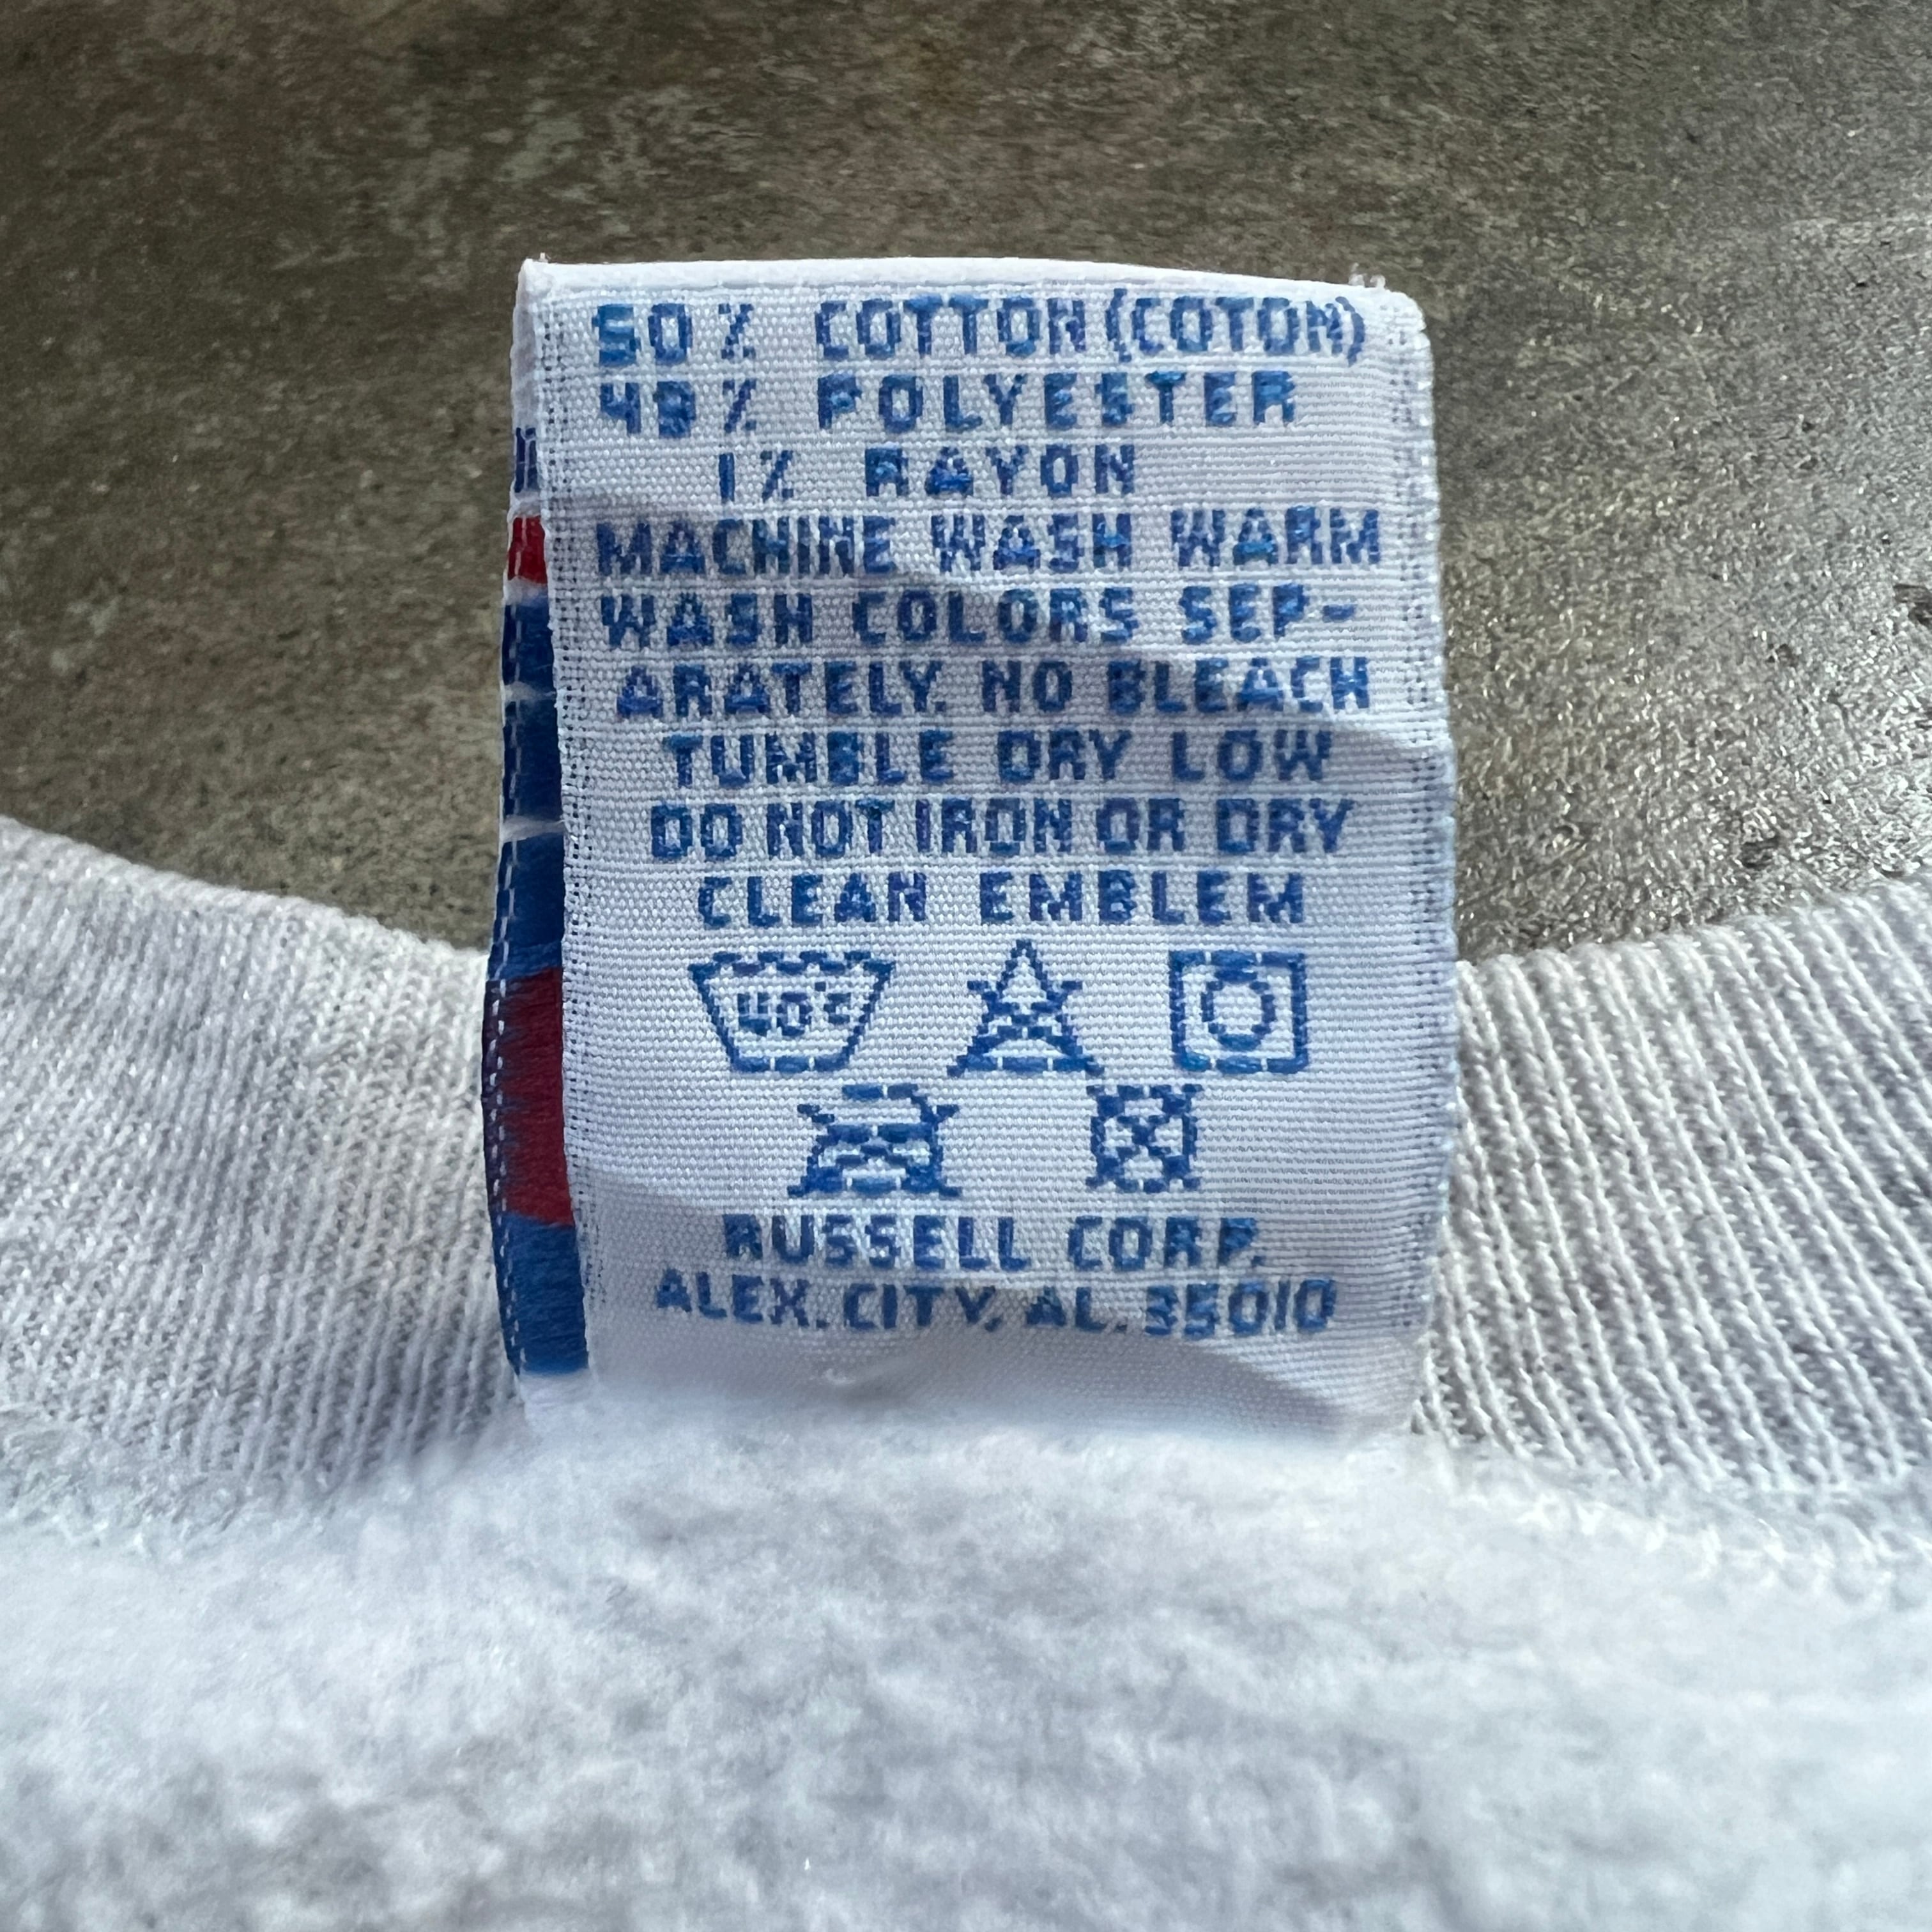 50% COTTON (COTON)
49% POLYESTER
1% RAYON
MACHINE WASH WARM
WASH COLORS SEP-
ARATELY. NO BLEACH
TUMBLE DRY LOW
DO NOT IRON OR DRY
CLEAN EMBLEM
40°C
RUSSELL CORP.
ALEX. CITY, AL. 35010